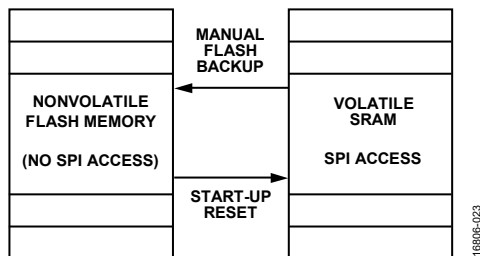 MANUAL
FLASH
BACKUP
NONVOLATILE
FLASH MEMORY
(NO SPI ACCESS)
VOLATILE
SRAM
SPI ACCESS
START-UP
RESET
16806-023